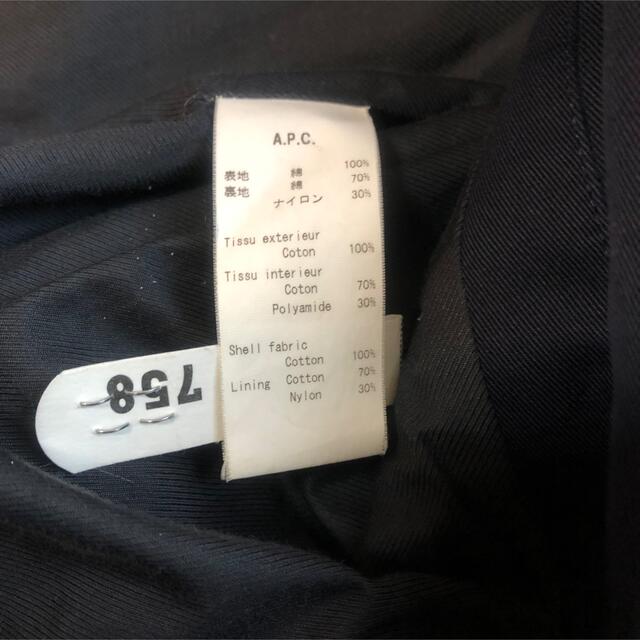 A.P.C.
表地 綿 100%
裏地 綿 70%
ナイロン 30%
Tissu exterieur
Coton 100%
Tissu interieur
Coton 70%
Polyamide 30%
Shell fabric
Cotton 100%
Lining Cotton 70%
Nylon 30%
758